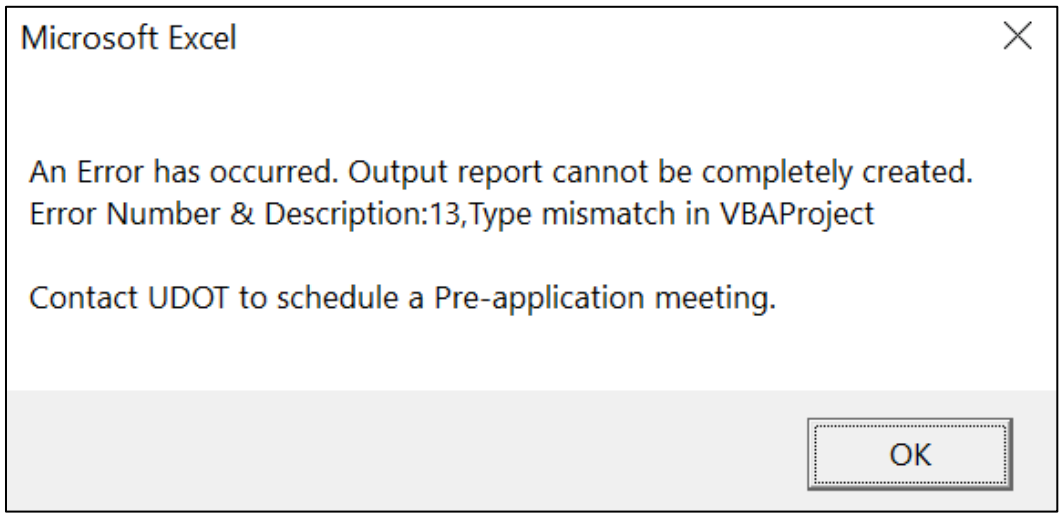 Microsoft Excel
An Error has occurred. Output report cannot be completely created.
Error Number & Description:13,Type mismatch in VBAProject
Contact UDOT to schedule a Pre-application meeting.
OK